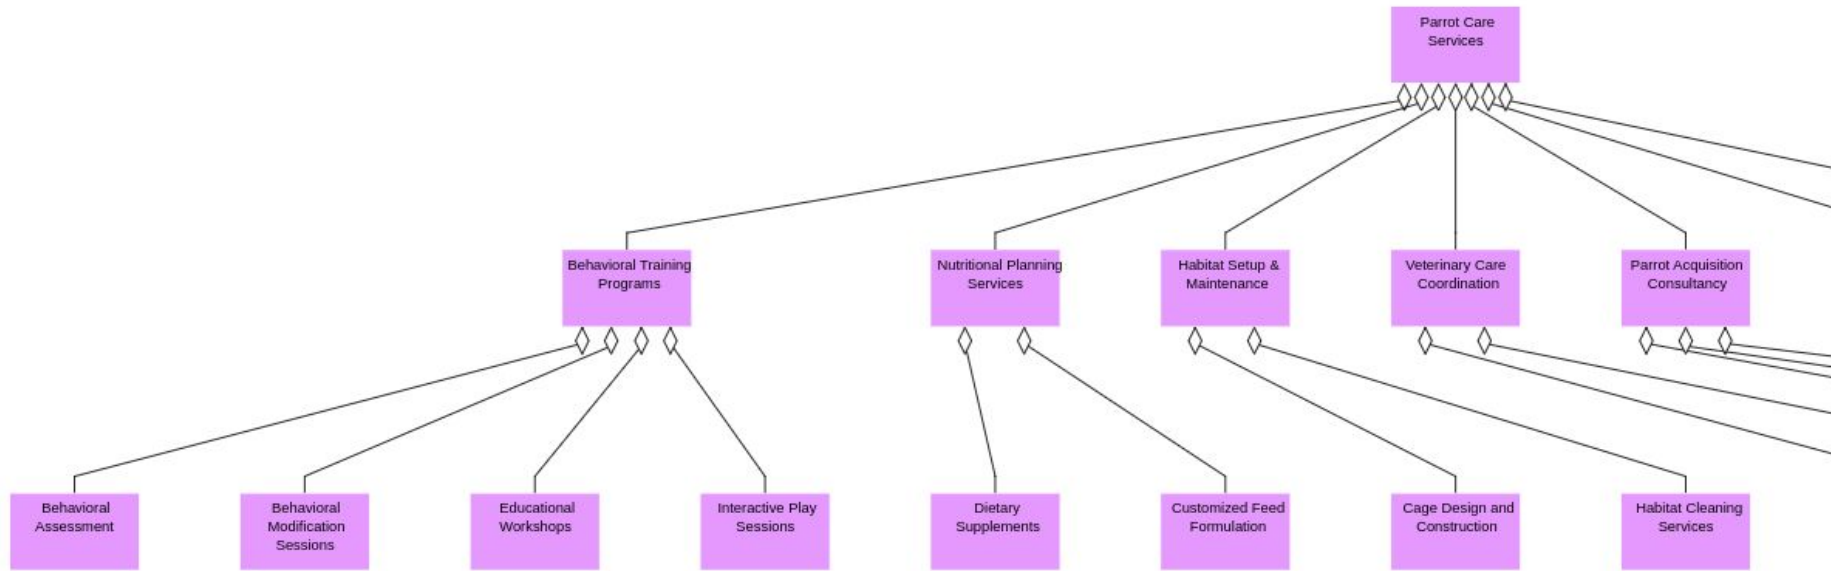 Parrot Care
Services
Behavioral Training
Programs
Nutritional Planning
Services
Habitat Setup &
Maintenance
Veterinary Care
Coordination
Parrot Acquisition
Consultancy
Behavioral
Assessment
Behavioral
Modification
Sessions
Educational
Workshops
Interactive Play
Sessions
Dietary
Supplements
Customized Feed
Formulation
Cage Design and
Construction
Habitat Cleaning
Services